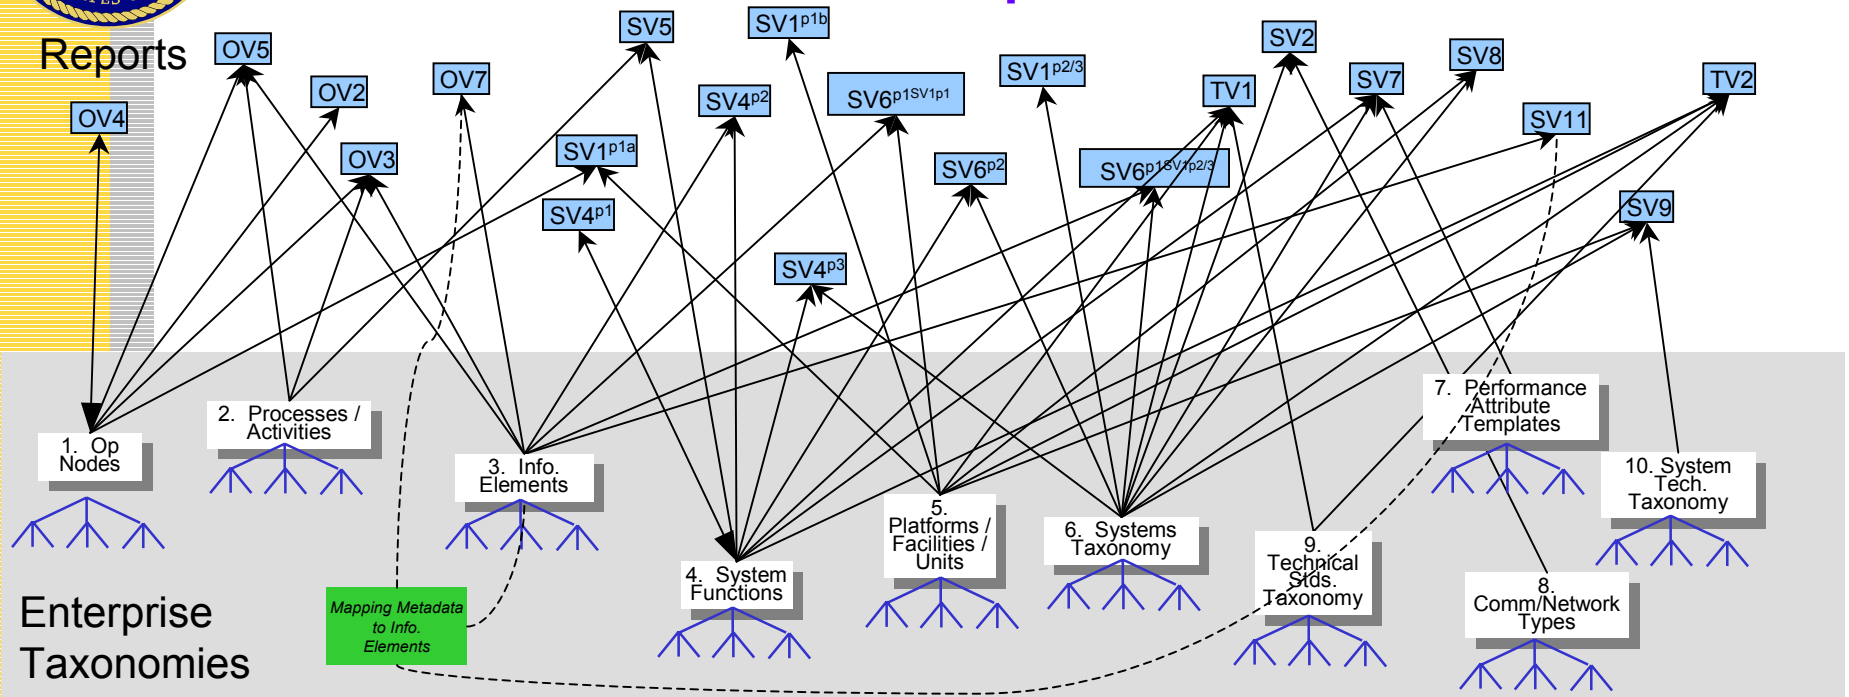 Reports
OV5
SV5
SV1p1b
SV2
SV8
OV4
OV2
OV7
SV4p2
SV6p1SV1p1
SV1p2/3
TV1
SV7
TV2
SV11
OV3
SV1p1a
SV6p2
SV6p1SV1p2/3
SV4p1
SV9
SV4p3
1. Op
Nodes
2. Processes /
Activities
3. Info.
Elements
4. System
Functions
5.
Platforms /
Facilities /
Units
6. Systems
Taxonomy
7. Performance
Attribute
Templates
8.
Comm/Network
Types
9.
Technical
Stds.
Taxonomy
10. System
Tech.
Taxonomy
Mapping Metadata
to Info.
Elements
Enterprise
Taxonomies